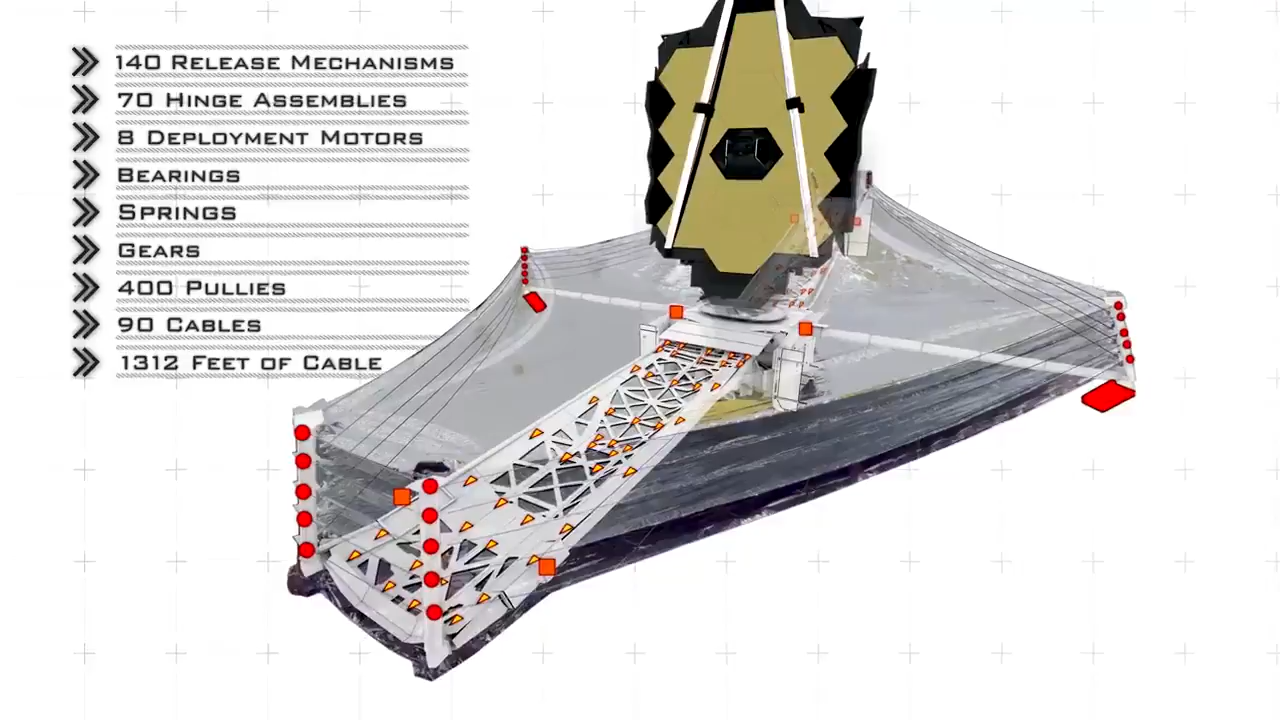 140 Release Mechanisms
70 Hinge Assemblies
8 Deployment Motors
Bearings
Springs
Gears
400 Pullies
90 Cables
1312 Feet of Cable